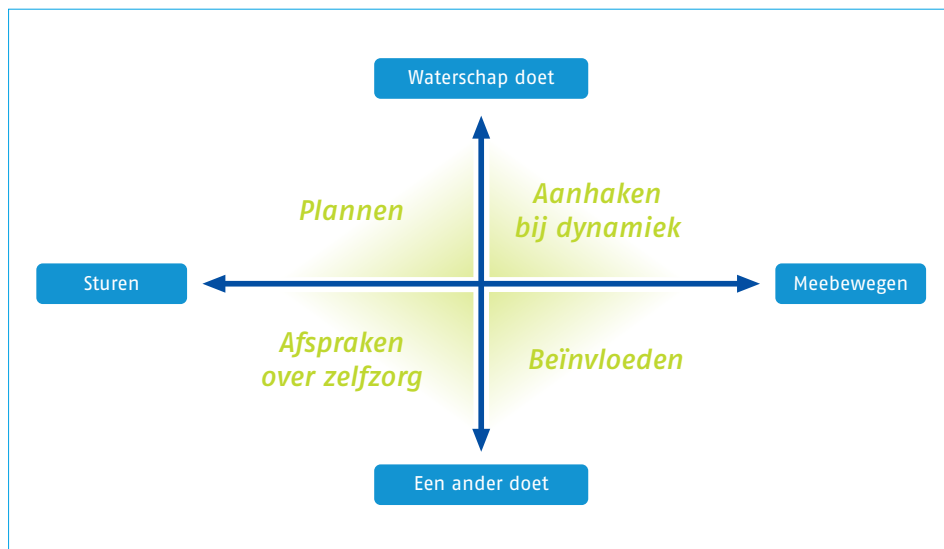 Waterschap doet
Plannen
Aanhaken
bij dynamiek
Sturen
Meebewegen
Afspraken
over zelfzorg
Beïnvloeden
Een ander doet